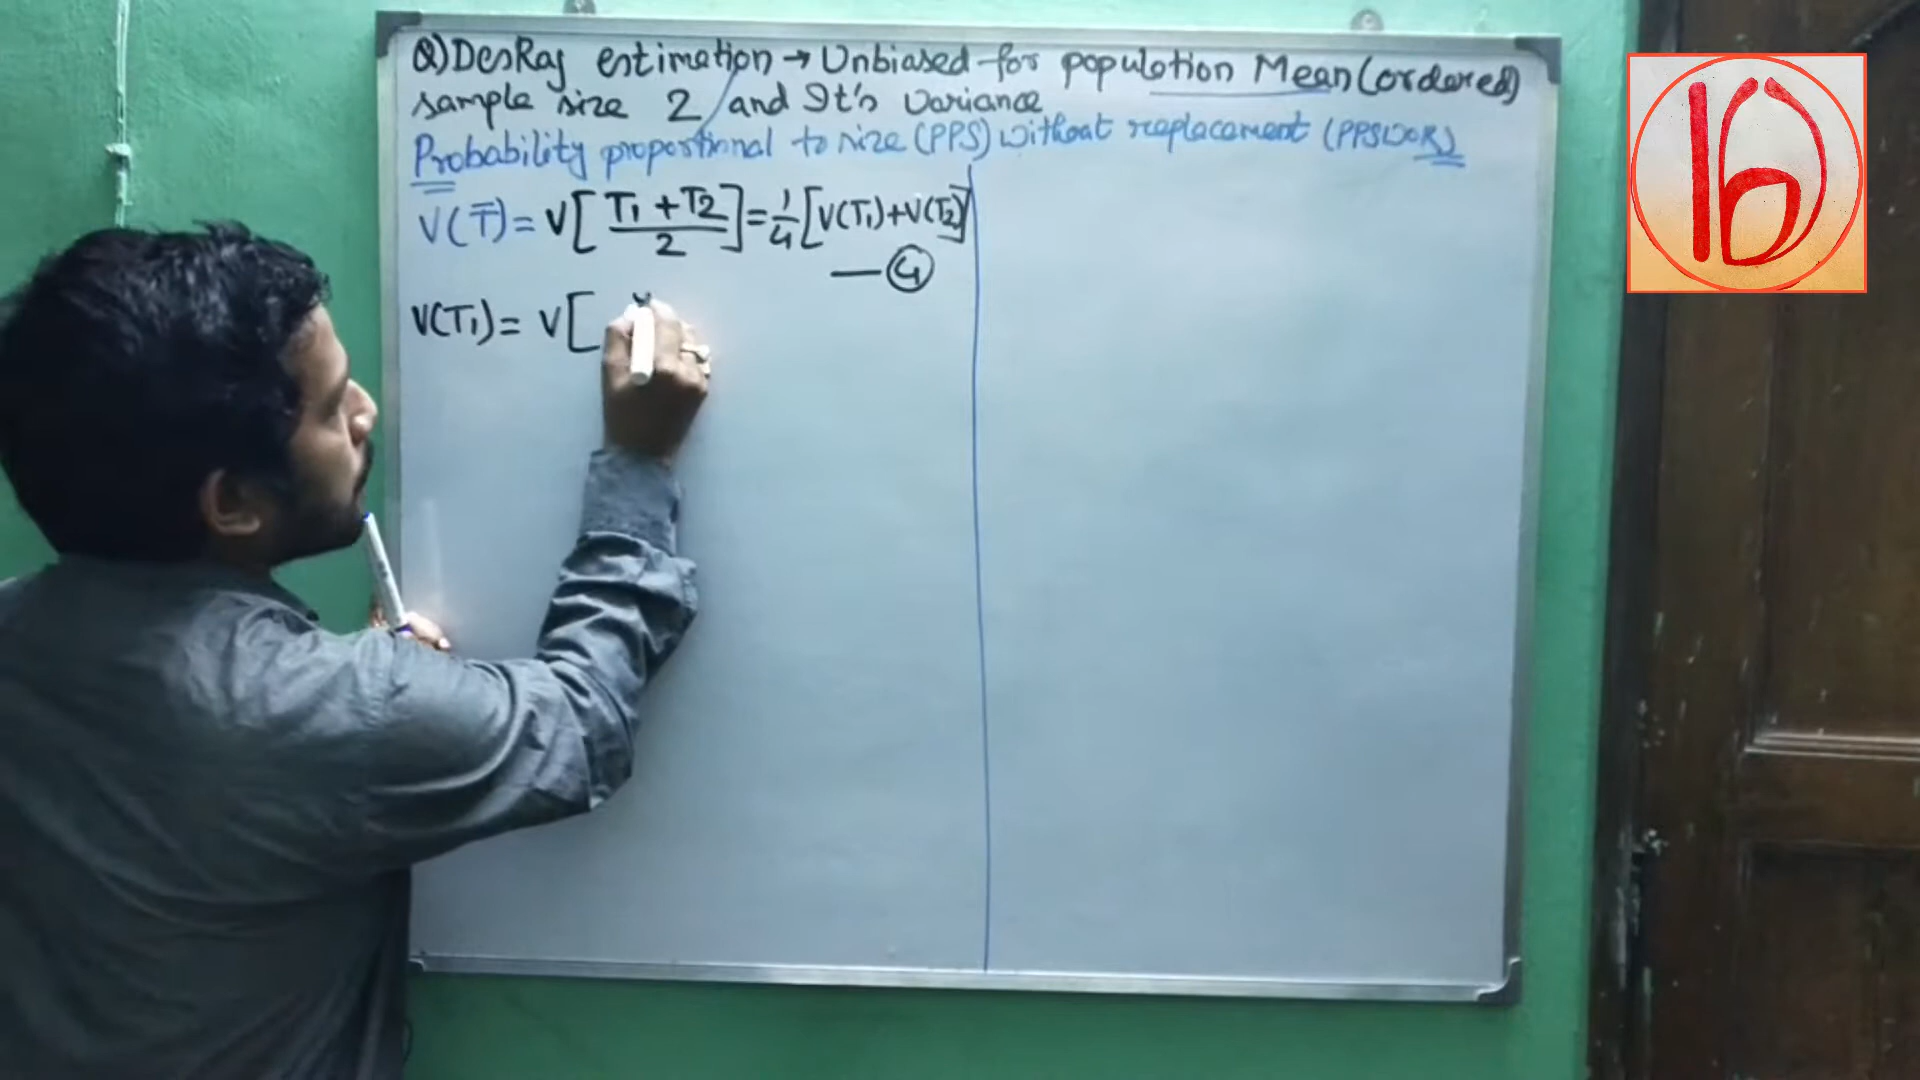 Q) DesRaj estimation → Unbiased for population Mean (ordered)
sample size 2 and It's variance
Probability proportional to size (PPS) without replacement (PPSWOR)
V(T̄) = V[(T₁ + T₂)/2] = 1/4 [V(T₁) + V(T₂)]
— ④
V(T₁) = V[